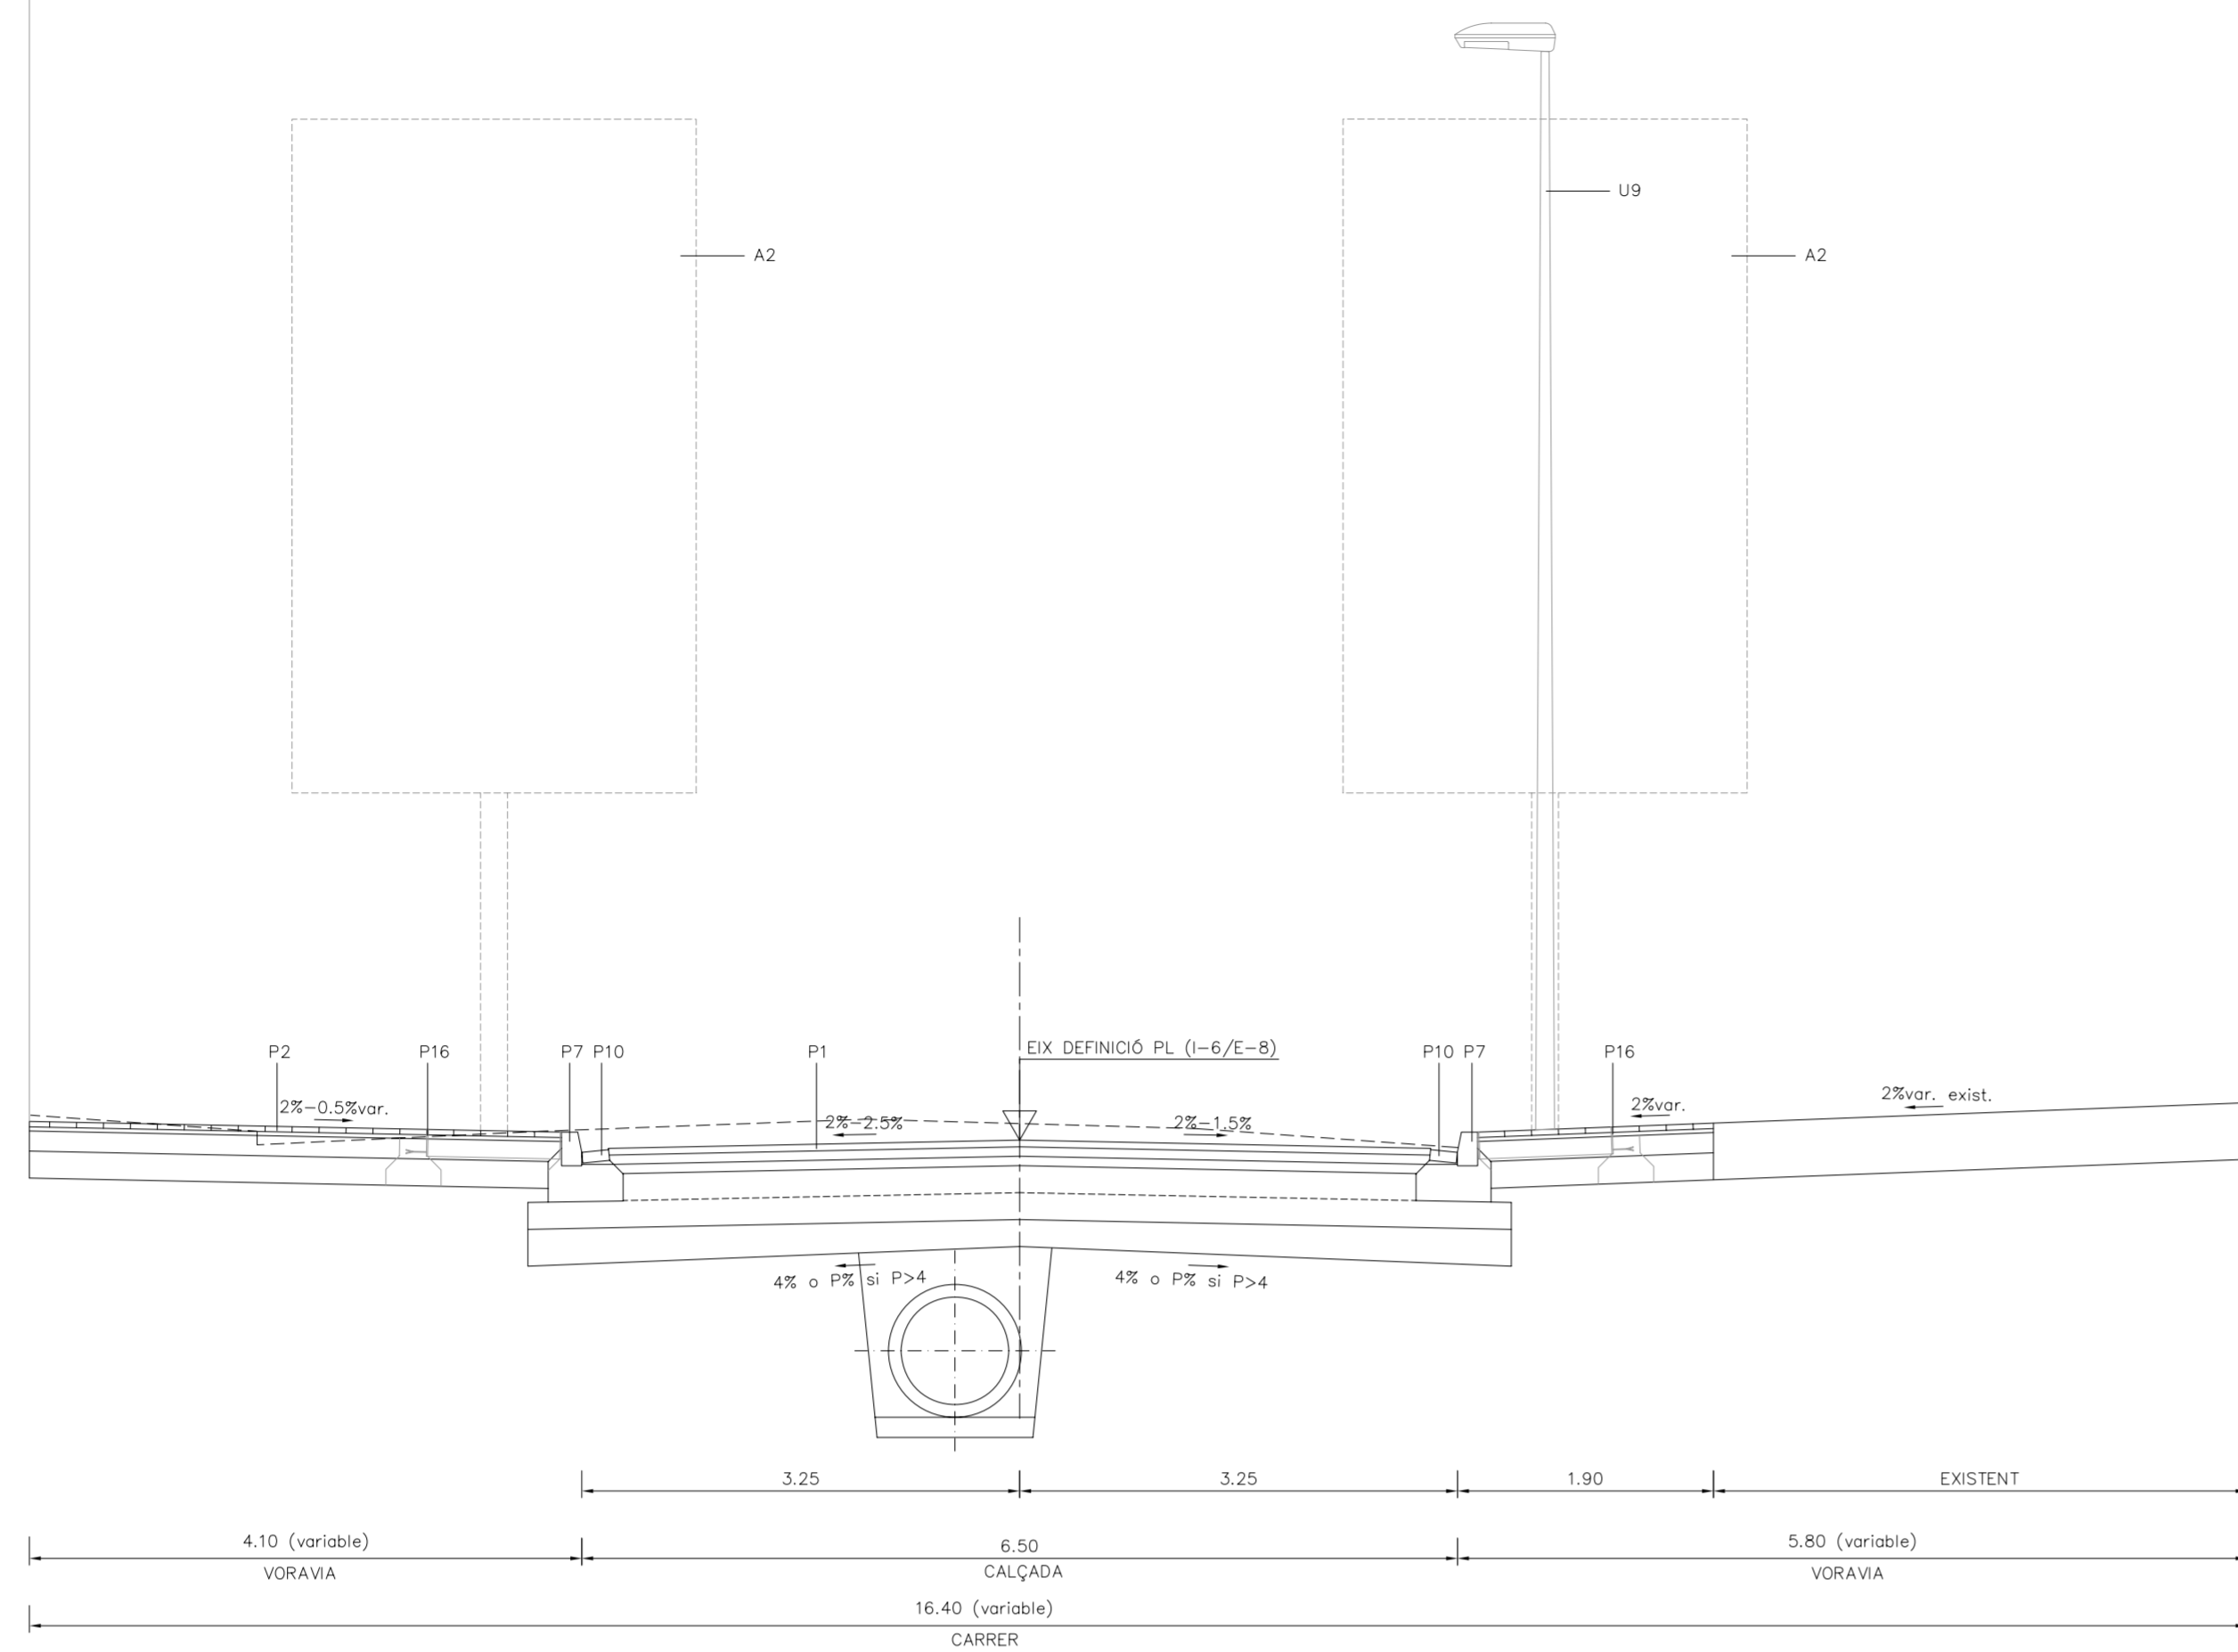 U9
A2
A2
P2
P16
P7
P10
P1
EIX DEFINICIÓ PL (I-6/E-8)
P10
P7
P16
2%-0.5%var.
2%-2.5%
2%-1.5%
2%var.
2%var. exist.
4% o P% si P>4
4% o P% si P>4
3.25
3.25
1.90
EXISTENT
4.10 (variable)
6.50
5.80 (variable)
VORAVIA
CALÇADA
VORAVIA
16.40 (variable)
CARRER